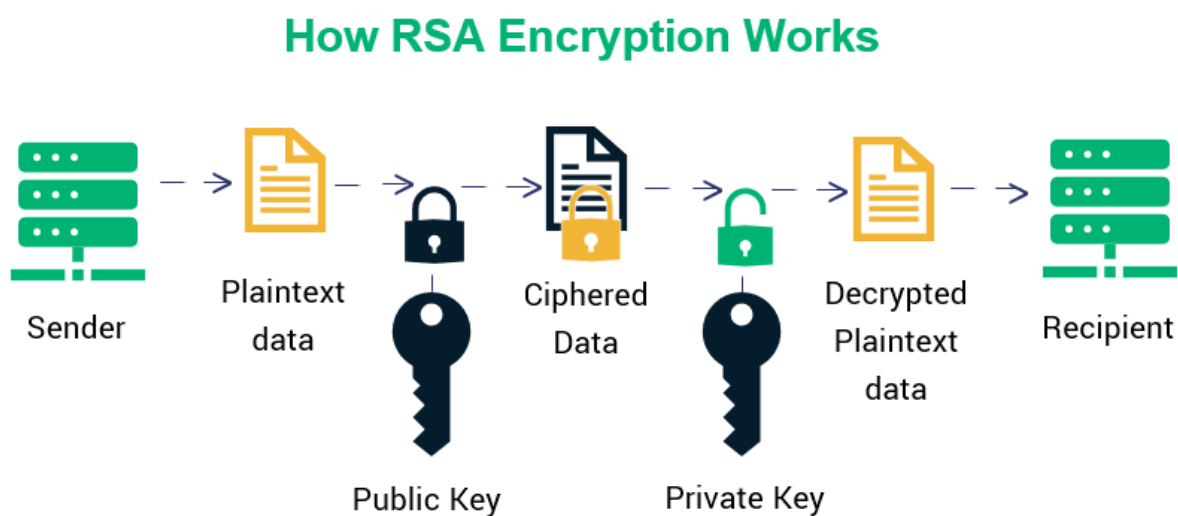 How RSA Encryption Works
Sender
Plaintext
data
Public Key
Ciphered
Data
Private Key
Decrypted
Plaintext
data
Recipient